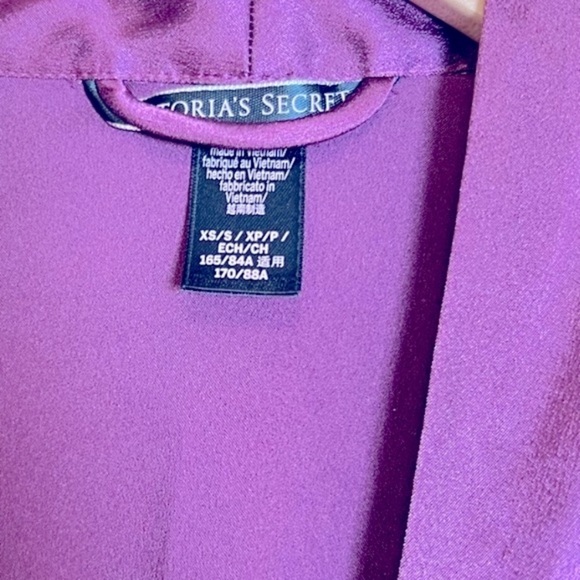 TORIA'S SECRET
made in Vietnam/
fabriqué au Vietnam/
hecho en Vietnam/
fabbricato in
Vietnam/
越南制造
XS/S / XP/P /
ECH/CH
165/84A 适用
170/88A